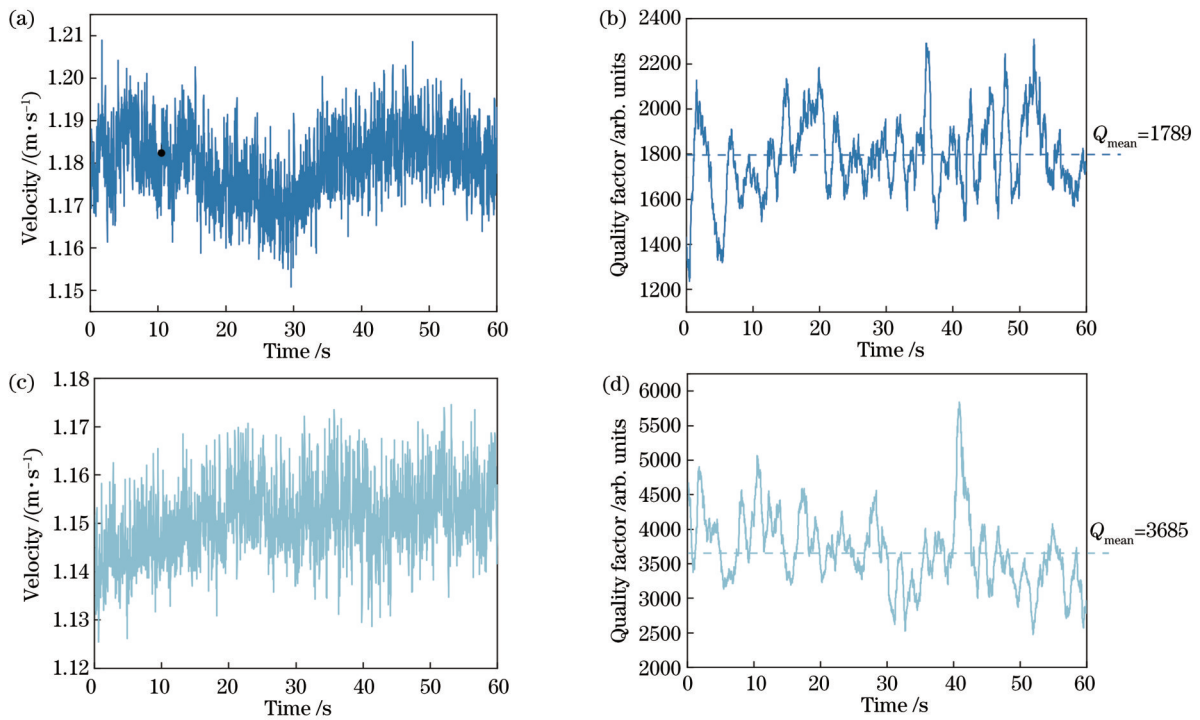 (a)
1.21
1.20
1.19
1.18
1.17
1.16
1.15
Velocity /(m·s⁻¹)
0 10 20 30 40 50 60
Time /s
(b)
2400
2200
2000
1800
1600
1400
1200
Quality factor /arb. units
0 10 20 30 40 50 60
Time /s
Qmean=1789
(c)
1.18
1.17
1.16
1.15
1.14
1.13
1.12
Velocity /(m·s⁻¹)
0 10 20 30 40 50 60
Time /s
(d)
6000
5500
5000
4500
4000
3500
3000
2500
2000
Quality factor /arb. units
0 10 20 30 40 50 60
Time /s
Qmean=3685